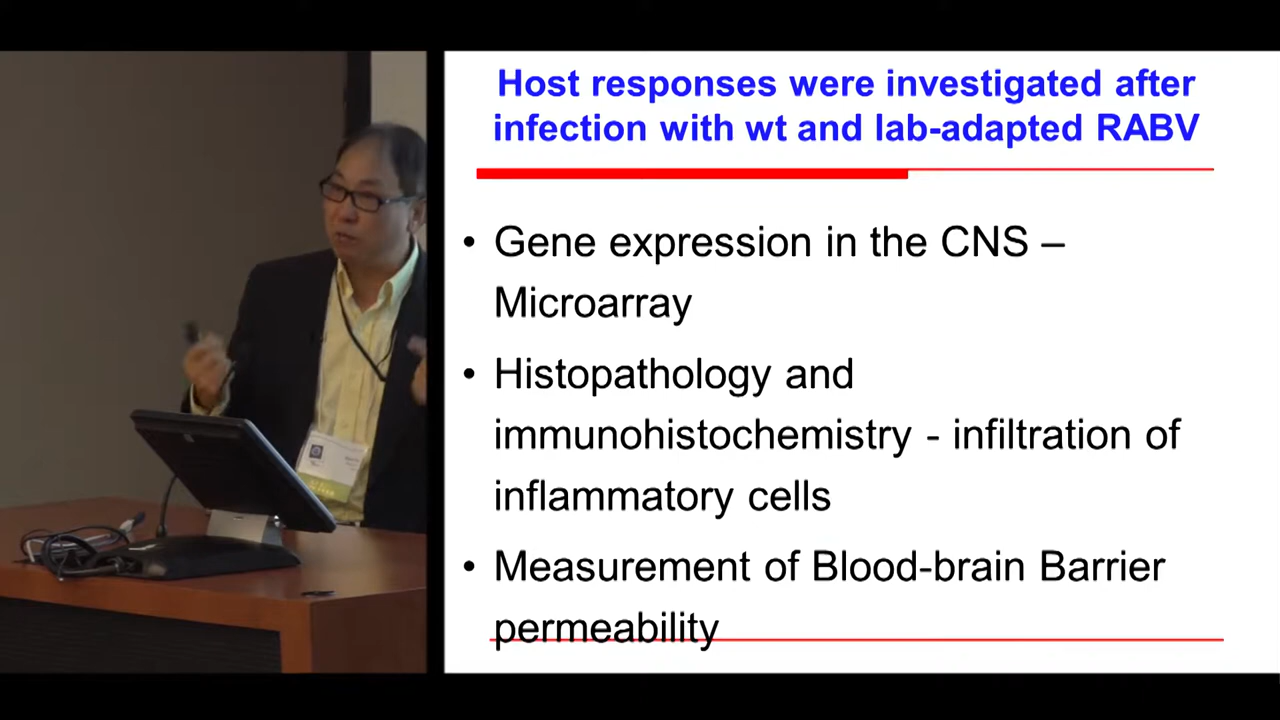 Host responses were investigated after
infection with wt and lab-adapted RABV
• Gene expression in the CNS –
Microarray
• Histopathology and
immunohistochemistry - infiltration of
inflammatory cells
• Measurement of Blood-brain Barrier
permeability